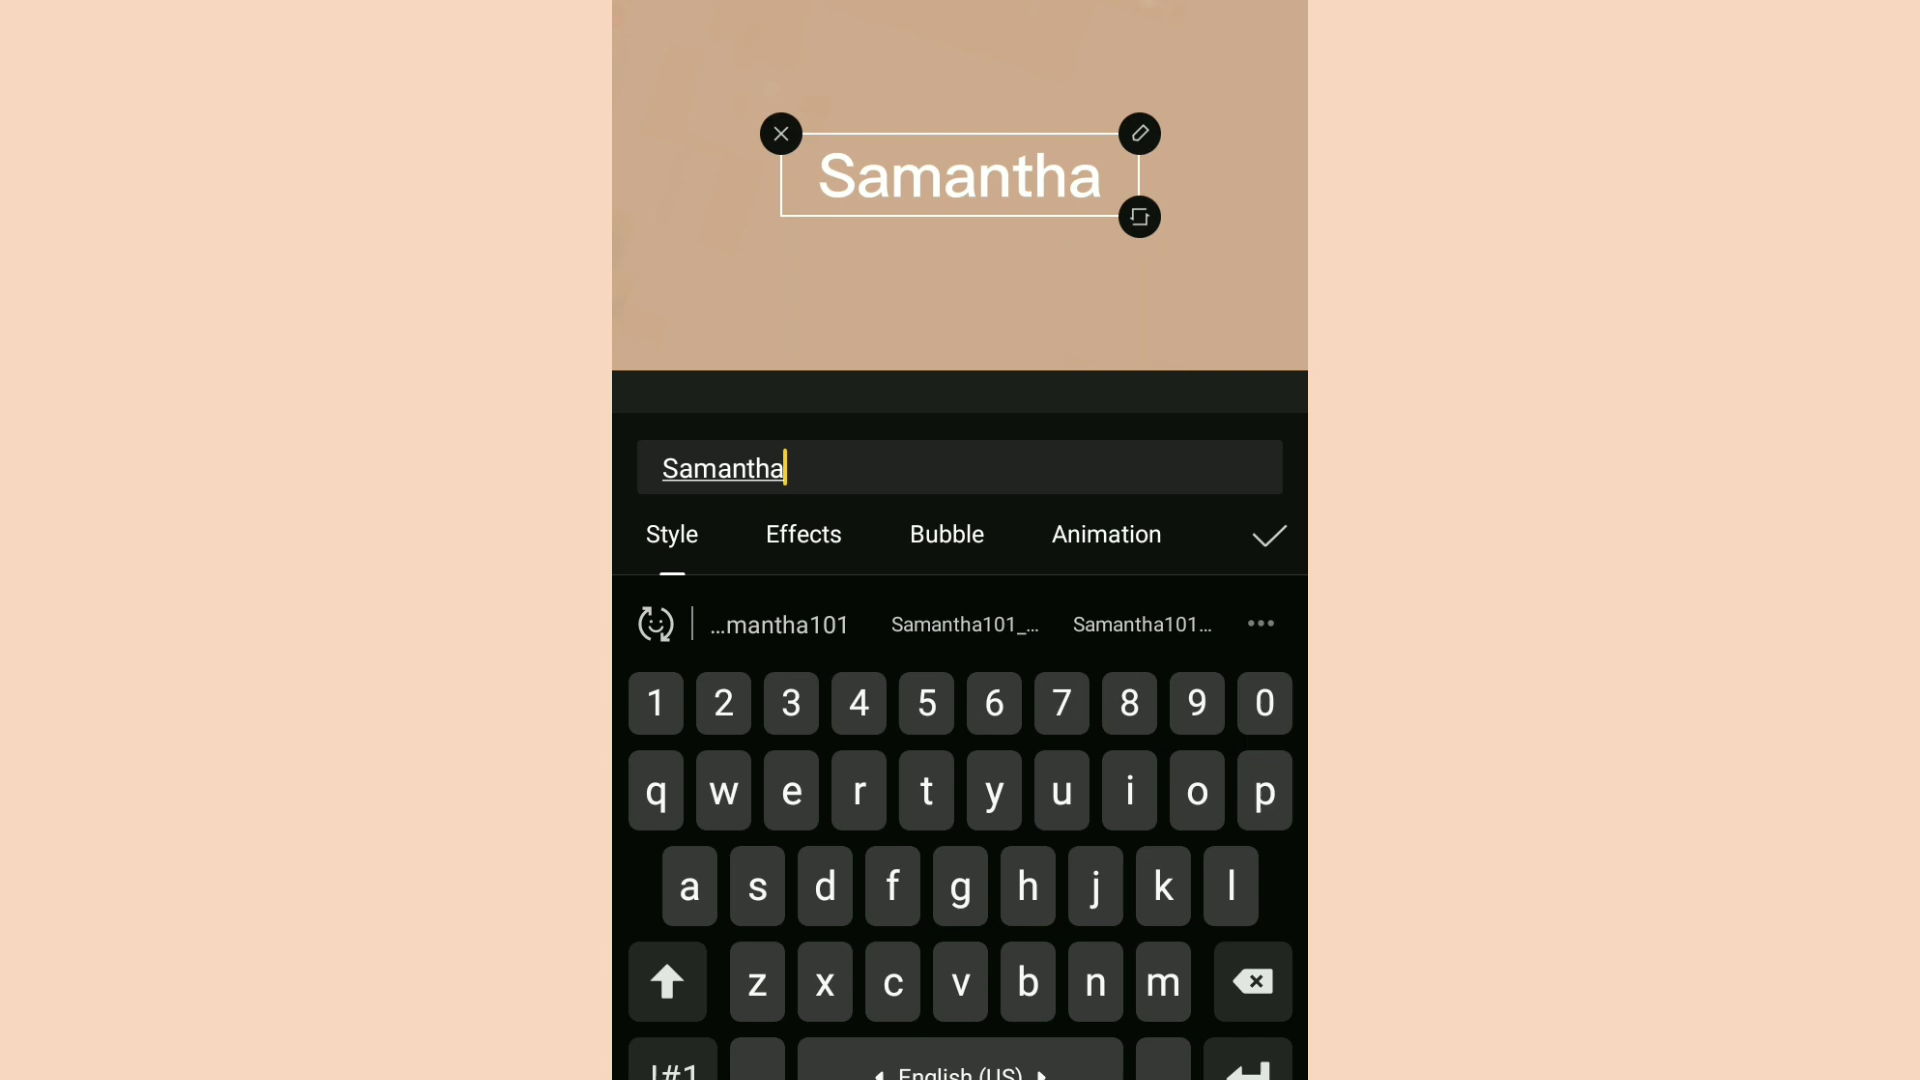 Samantha
Samantha
Style Effects Bubble Animation
...mantha101 Samantha101_... Samantha101...
1 2 3 4 5 6 7 8 9 0
q w e r t y u i o p
a s d f g h j k l
z x c v b n m
!#1 English (US)